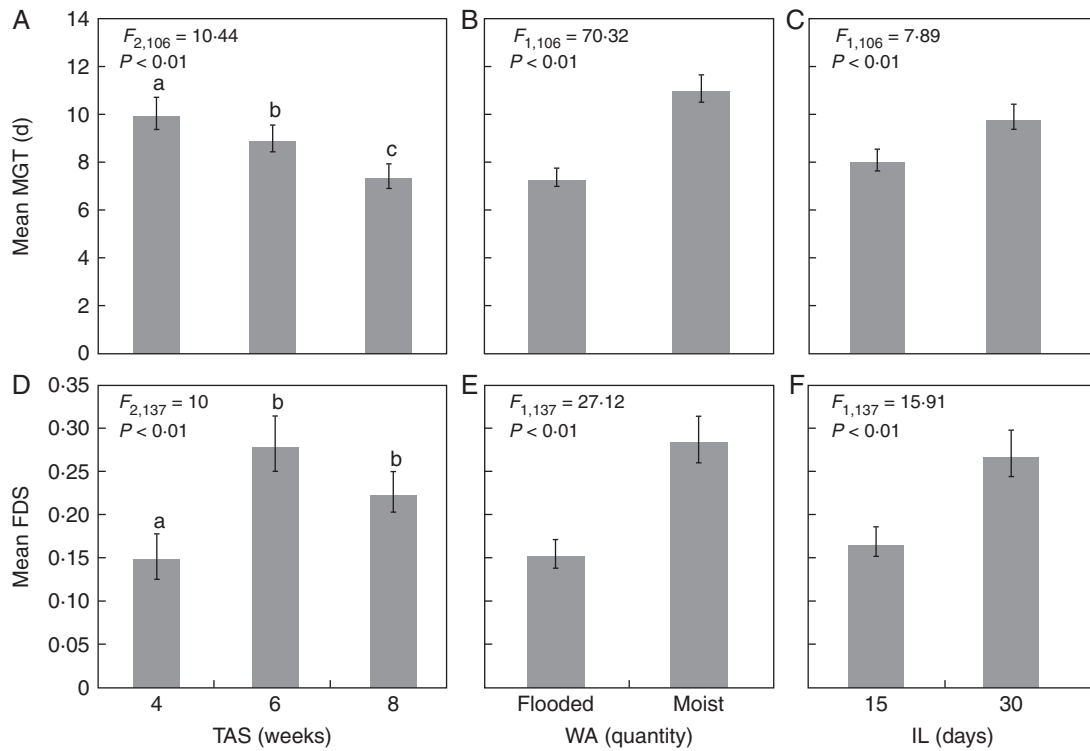 A
F2,106 = 10·44
P < 0·01
a
b
c
14
12
10
8
6
4
2
0
Mean MGT (d)
B
F1,106 = 70·32
P < 0·01
C
F1,106 = 7·89
P < 0·01
D
F2,137 = 10
P < 0·01
a
b
b
0·35
0·30
0·25
0·20
0·15
0·10
0·05
0
Mean FDS
4 6 8
TAS (weeks)
E
F1,137 = 27·12
P < 0·01
Flooded Moist
WA (quantity)
F
F1,137 = 15·91
P < 0·01
15 30
IL (days)